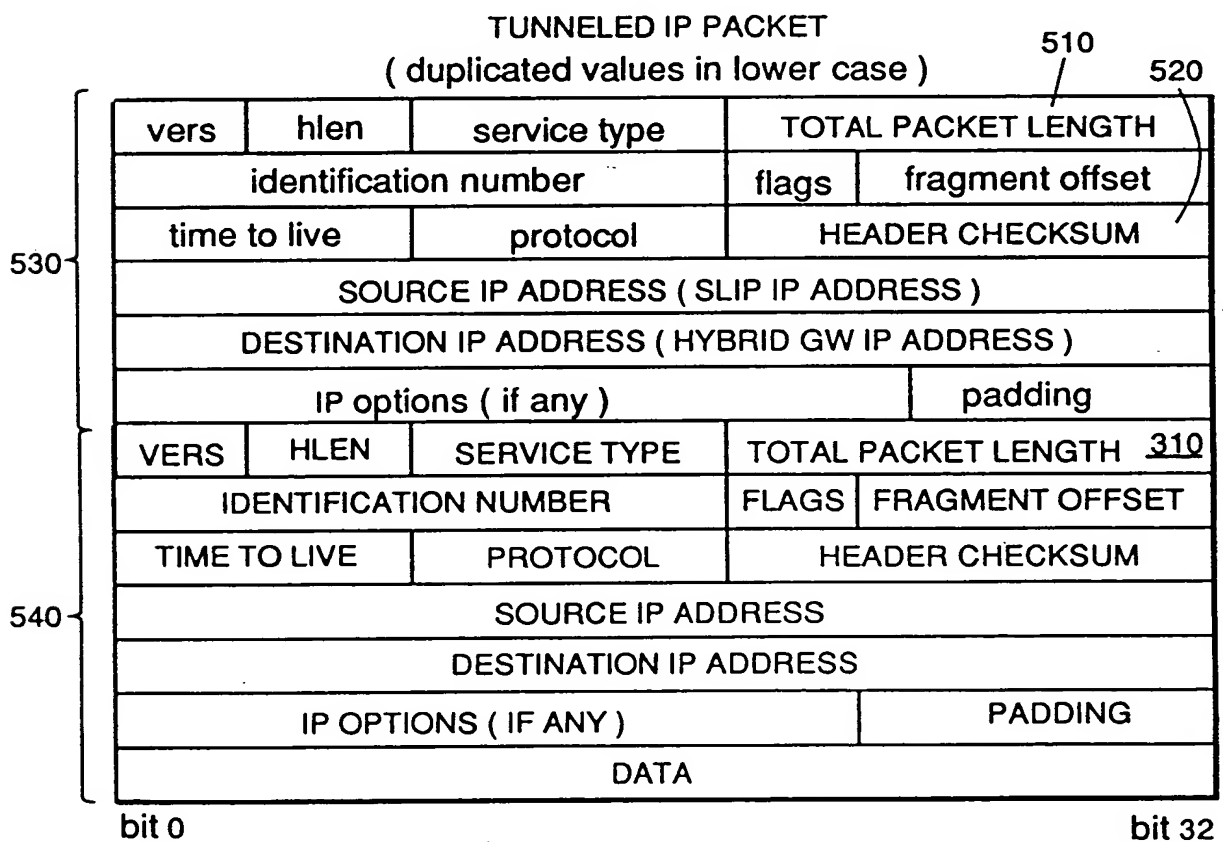 TUNNELED IP PACKET
( duplicated values in lower case )
510
520
vers hlen service type TOTAL PACKET LENGTH
identification number flags fragment offset
time to live protocol HEADER CHECKSUM
530
SOURCE IP ADDRESS ( SLIP IP ADDRESS )
DESTINATION IP ADDRESS ( HYBRID GW IP ADDRESS )
IP options ( if any ) padding
VERS HLEN SERVICE TYPE TOTAL PACKET LENGTH 310
IDENTIFICATION NUMBER FLAGS FRAGMENT OFFSET
TIME TO LIVE PROTOCOL HEADER CHECKSUM
540
SOURCE IP ADDRESS
DESTINATION IP ADDRESS
IP OPTIONS ( IF ANY ) PADDING
DATA
bit 0 bit 32